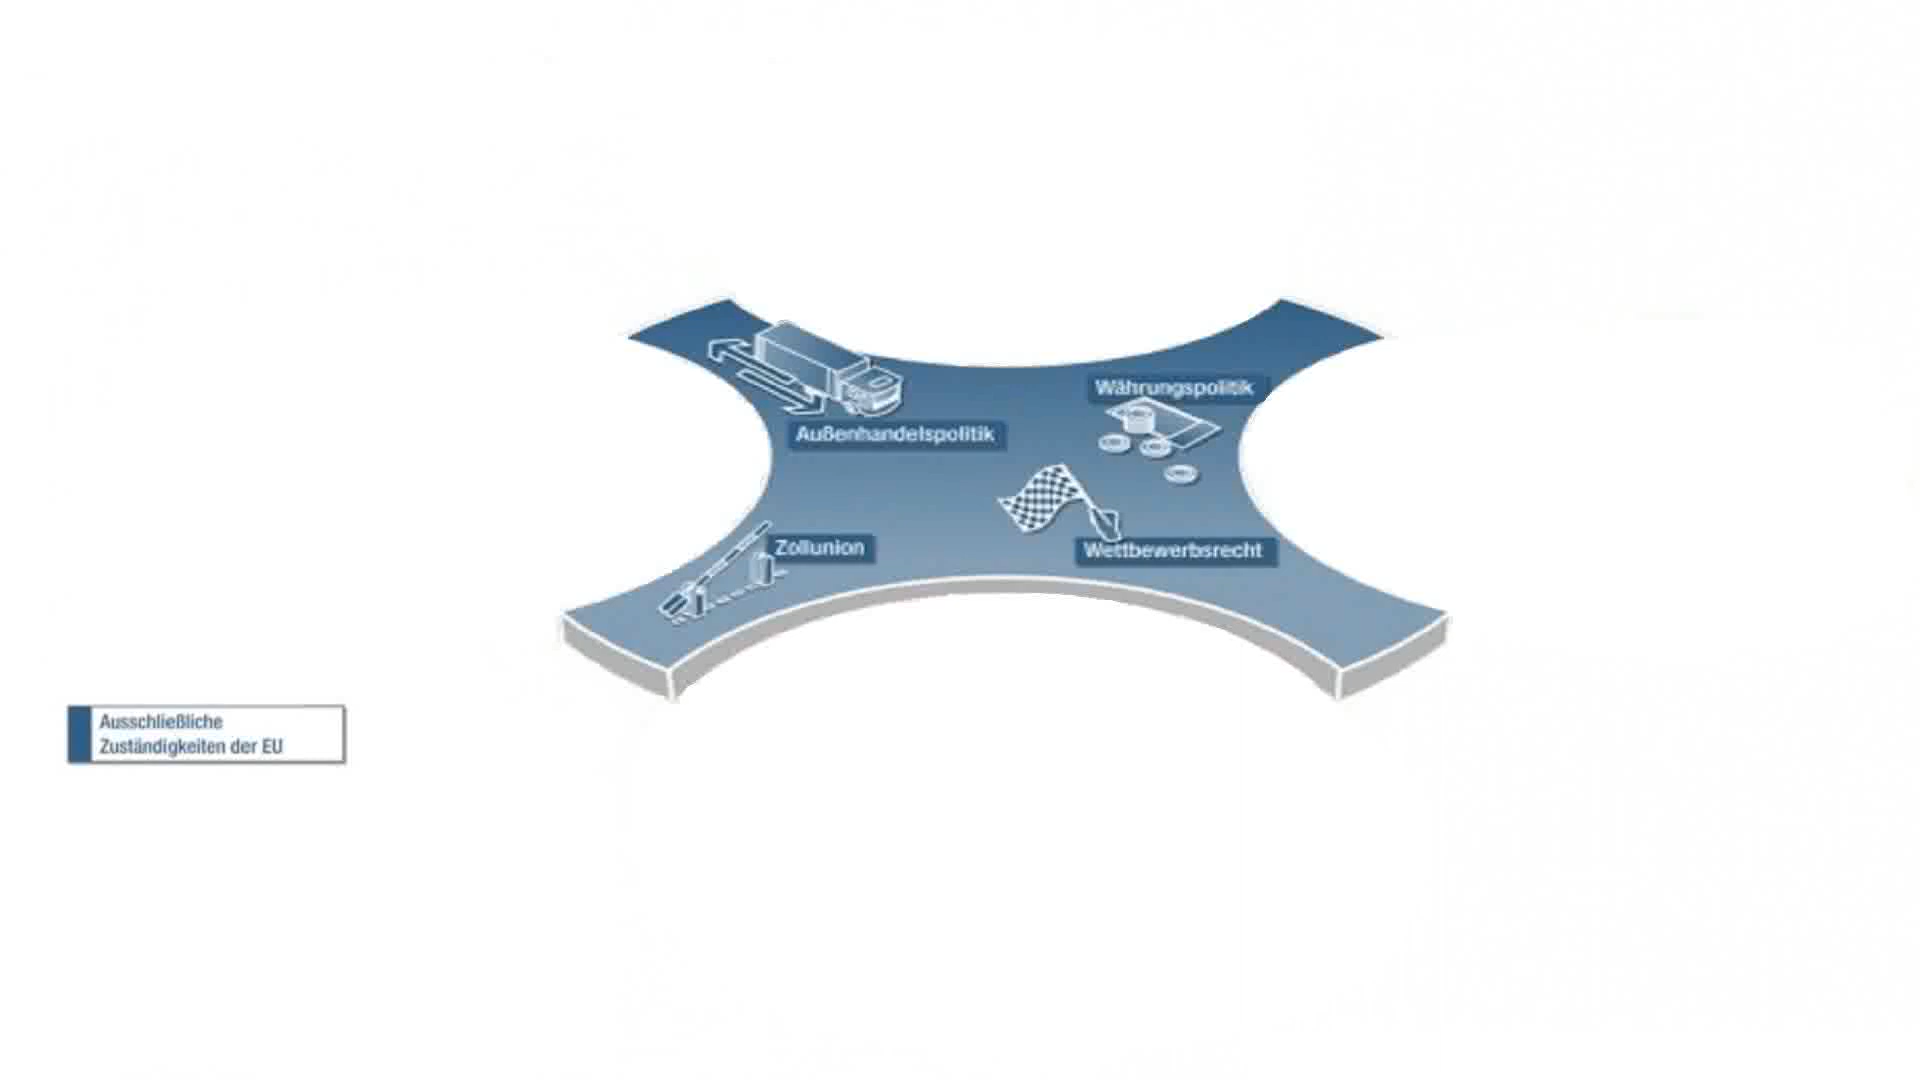 Währungspolitik
Außenhandelspolitik
Zollunion
Wettbewerbsrecht
Ausschließliche
Zuständigkeiten der EU